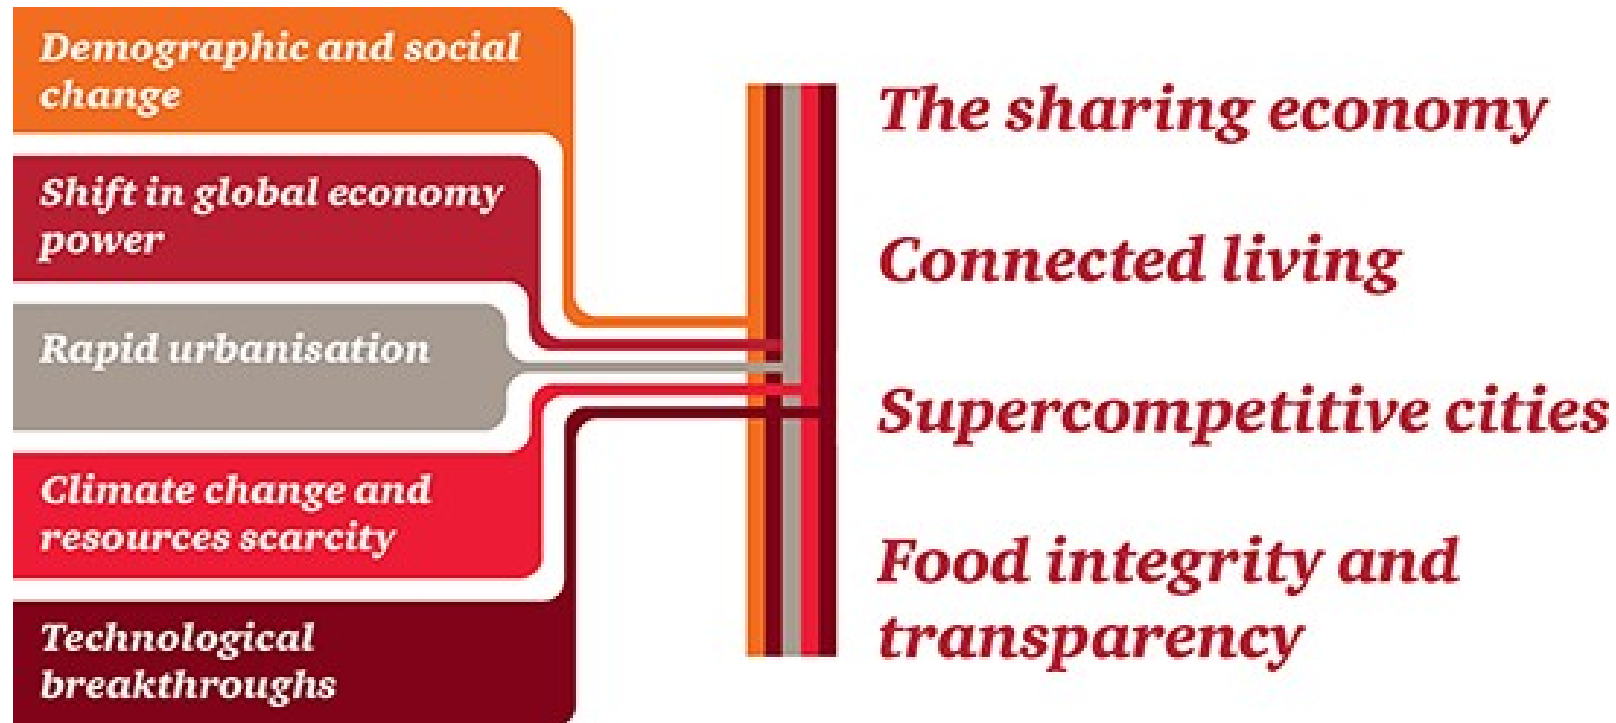 Demographic and social
change
Shift in global economy
power
Rapid urbanisation
Climate change and
resources scarcity
Technological
breakthroughs
The sharing economy
Connected living
Supercompetitive cities
Food integrity and
transparency